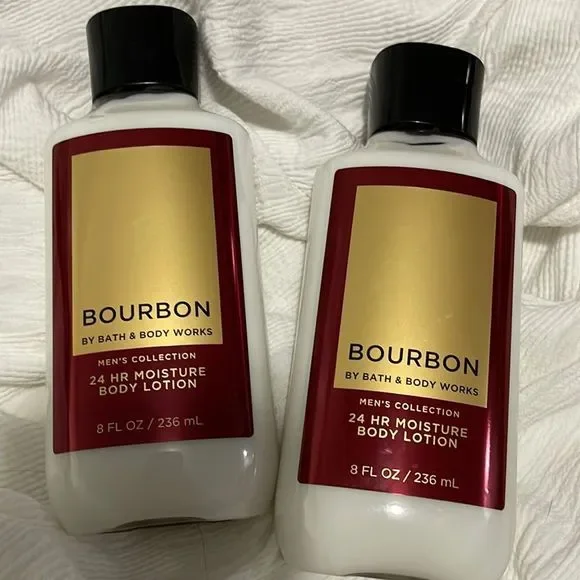 BOURBON
BY BATH & BODY WORKS
MEN'S COLLECTION
24 HR MOISTURE
BODY LOTION
8 FL OZ / 236 mL
BOURBON
BY BATH & BODY WORKS
MEN'S COLLECTION
24 HR MOISTURE
BODY LOTION
8 FL OZ / 236 mL